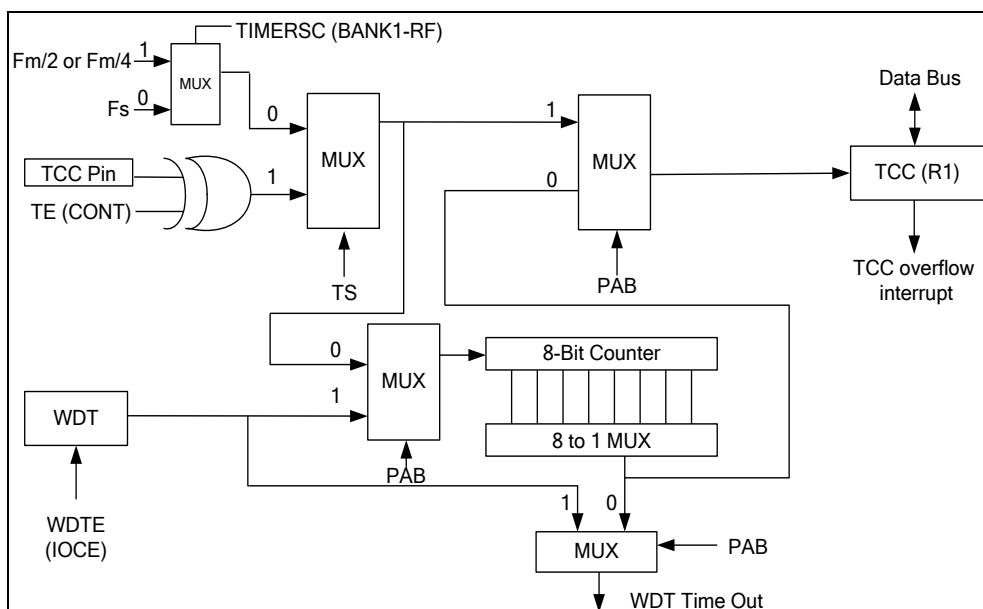 TIMERSC (BANK1-RF)
Fm/2 or Fm/4
1
MUX
Fs
0
0
TCC Pin
TE (CONT)
1
MUX
TS
1
0
MUX
PAB
Data Bus
TCC (R1)
TCC overflow
interrupt
0
1
MUX
PAB
8-Bit Counter
8 to 1 MUX
WDT
WDTE
(IOCE)
1
0
MUX
PAB
WDT Time Out